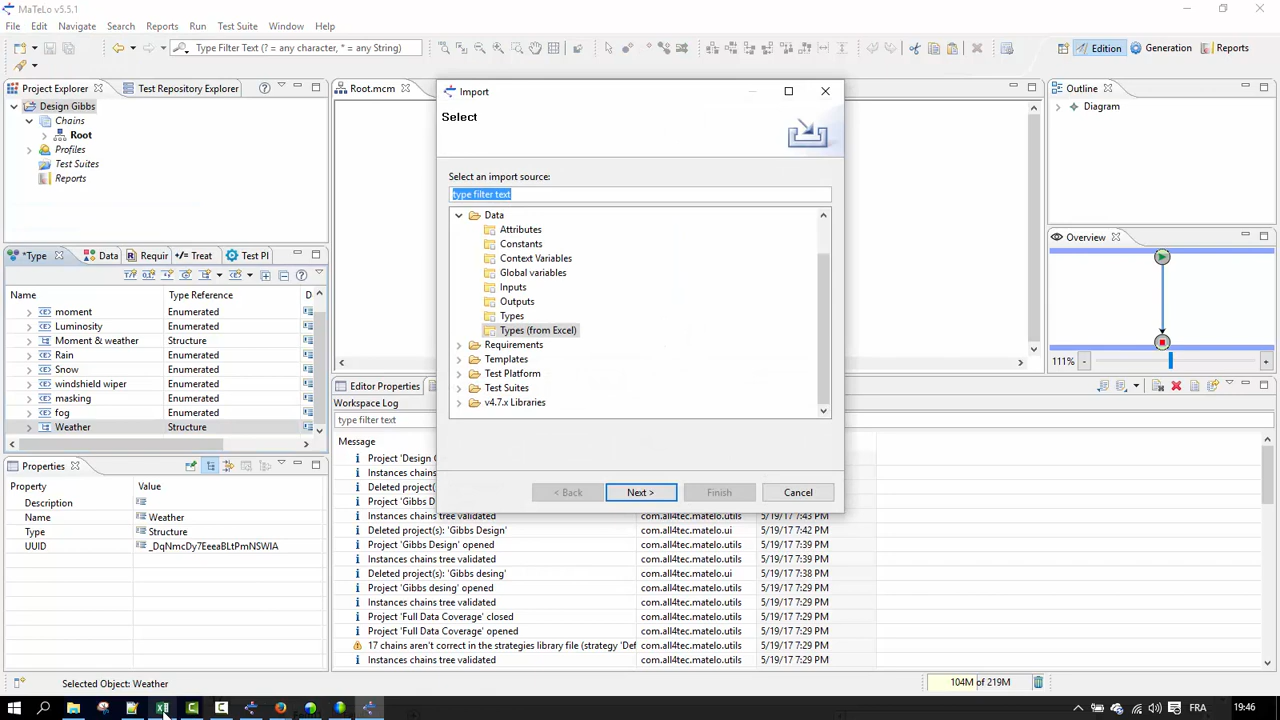 MaTeLo v5.5.1
File Edit Navigate Search Reports Run Test Suite Window Help
Type Filter Text (? = any character, * = any String)
Edition Generation Reports
Project Explorer Test Repository Explorer
Design Gibbs
Chains
Root
Profiles
Test Suites
Reports
Root.mcm
Outline
Diagram
Overview
111%
*Type Data Requir Treat Test Pl
Name Type Reference D
moment Enumerated
Luminosity Enumerated
Moment & weather Structure
Rain Enumerated
Snow Enumerated
windshield wiper Enumerated
masking Enumerated
fog Enumerated
Weather Structure
Properties
Property Value
Description
Name Weather
Type Structure
UUID _DqNmcDy7EeeaBLtPmNSWIA
Import
Select
Select an import source:
type filter text
Data
Attributes
Constants
Context Variables
Global variables
Inputs
Outputs
Types
Types (from Excel)
Requirements
Templates
Test Platform
Test Suites
v4.7.x Libraries
< Back Next > Finish Cancel
Editor Properties
Workspace Log
type filter text
Message
Project 'Design G
Instances chains
Deleted project(s
Project 'Gibbs D
Instances chains tree validated com.all4tec.matelo.utils 5/19/17 7:43 PM
Deleted project(s): 'Gibbs Design' com.all4tec.matelo.ui 5/19/17 7:42 PM
Project 'Gibbs Design' opened com.all4tec.matelo.utils 5/19/17 7:39 PM
Instances chains tree validated com.all4tec.matelo.utils 5/19/17 7:39 PM
Deleted project(s): 'Gibbs desing' com.all4tec.matelo.ui 5/19/17 7:38 PM
Project 'Gibbs desing' opened com.all4tec.matelo.utils 5/19/17 7:29 PM
Instances chains tree validated com.all4tec.matelo.utils 5/19/17 7:29 PM
Project 'Full Data Coverage' closed com.all4tec.matelo.utils 5/19/17 7:29 PM
Project 'Full Data Coverage' opened com.all4tec.matelo.utils 5/19/17 7:29 PM
17 chains aren't correct in the strategies library file (strategy 'Def com.all4tec.matelo.utils 5/19/17 7:29 PM
Instances chains tree validated com.all4tec.matelo.utils 5/19/17 7:29 PM
Selected Object: Weather
104M of 219M
FRA 19:46